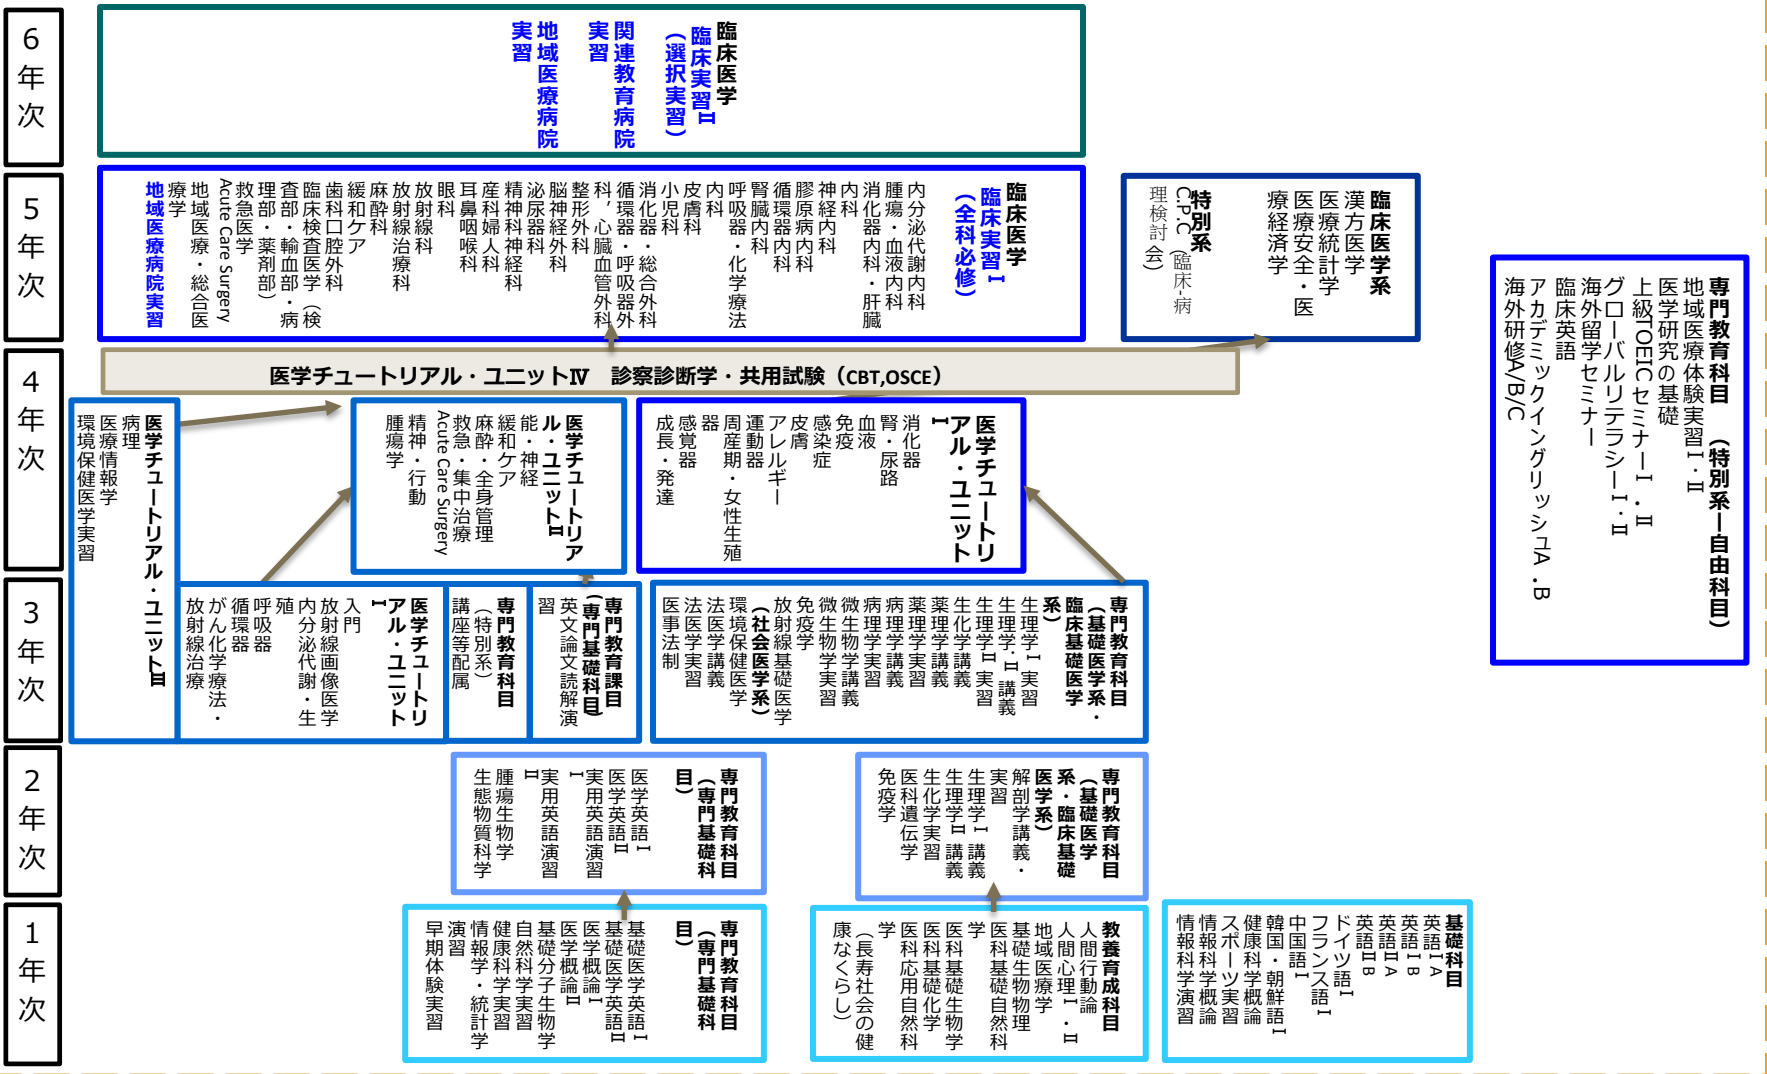 6年次
臨床医学
臨床実習Ⅱ
（選択実習）
関連教育病院
実習
地域医療病院
実習
5年次
臨床医学
臨床実習Ⅰ
（全科必修）
内分泌代謝内科
腫瘍・血液内科
消化器内科・肝臓
内科
神経内科
膠原病内科
循環器内科
腎臓内科
呼吸器・化学療法
内科
皮膚科
小児科
消化器・総合外科
循環器・呼吸器外
科，心臓血管外科
整形外科
脳神経外科
泌尿器科
精神科神経科
産科婦人科
耳鼻咽喉科
眼科
放射線科
放射線治療科
麻酔科
緩和ケア
歯科口腔外科
臨床検査医学（検
査部・輸血部・病
理部・薬剤部）
救急医学
Acute Care Surgery
地域医療・総合医
療学
地域医療病院実習
臨床医学系
漢方医学
医療統計学
医療安全・医
療経済学
特別系
C.P.C（臨床-病
理検討会）
専門教育科目（特別系ー自由科目）
地域医療体験実習Ⅰ・Ⅱ
医学研究の基礎
上級TOEICセミナーⅠ・Ⅱ
グローバルリテラシーⅠ・Ⅱ
海外留学セミナー
臨床英語
アカデミックイングリッシュA・B
海外研修A/B/C
4年次
医学チュートリアル・ユニットⅣ　診察診断学・共用試験（CBT,OSCE）
医学チュートリ
アル・ユニット
Ⅰ
消化器
腎・尿路
血液
免疫
感染症
皮膚
アレルギー
運動器
周産期・女性生殖
器
感覚器
成長・発達
医学チュートリア
ル・ユニットⅡ
能・神経
緩和ケア
麻酔・全身管理
救急・集中治療
Acute Care Surgery
精神・行動
腫瘍学
医学チュートリアル・ユニットⅢ
病理
医療情報学
環境保健医学実習
3年次
専門教育科目
（基礎医学系・
臨床基礎医学
系）
生理学Ⅰ実習
生理学・Ⅱ講義
生理学Ⅱ実習
生化学講義
薬理学講義
薬理学実習
病理学講義
病理学実習
微生物学講義
微生物学実習
免疫学
放射線基礎医学
（社会医学系）
環境保健医学
法医学講義
法医学実習
医事法制
専門教育課目
（専門基礎科目）
英文論文読解演
習
専門教育科目
（特別系）
講座等配属
医学チュートリ
アル・ユニット
Ⅰ
入門
放射線画像医学
内分泌代謝・生
殖
呼吸器
循環器
がん化学療法・
放射線治療
2年次
専門教育科目
（基礎医学
系・臨床基礎
医学系）
解剖学講義・
実習
生理学Ⅰ講義
生理学Ⅱ講義
生化学実習
医科遺伝学
免疫学
専門教育科目
（専門基礎科
目）
医学英語Ⅰ
医学英語Ⅱ
実用英語演習
Ⅰ
実用英語演習
Ⅱ
腫瘍生物学
生態物質科学
1年次
基礎科目
英語ⅠA
英語ⅠB
英語ⅡA
英語ⅡB
ドイツ語Ⅰ
フランス語Ⅰ
中国語Ⅰ
韓国・朝鮮語Ⅰ
健康科学概論
スポーツ実習
情報科学概論
情報科学演習
教養育成科目
人間行動論
人間心理Ⅰ・Ⅱ
地域医療学
基礎生物物理
医科基礎自然科
学
医科基礎生物学
医科基礎化学
医科応用自然科
学
（長寿社会の健
康なくらし）
専門教育科目
（専門基礎科
目）
基礎医学英語Ⅰ
基礎医学英語Ⅱ
医学概論Ⅰ
医学概論Ⅱ
基礎分子生物学
自然科学実習
健康科学実習
情報学・統計学
演習
早期体験実習